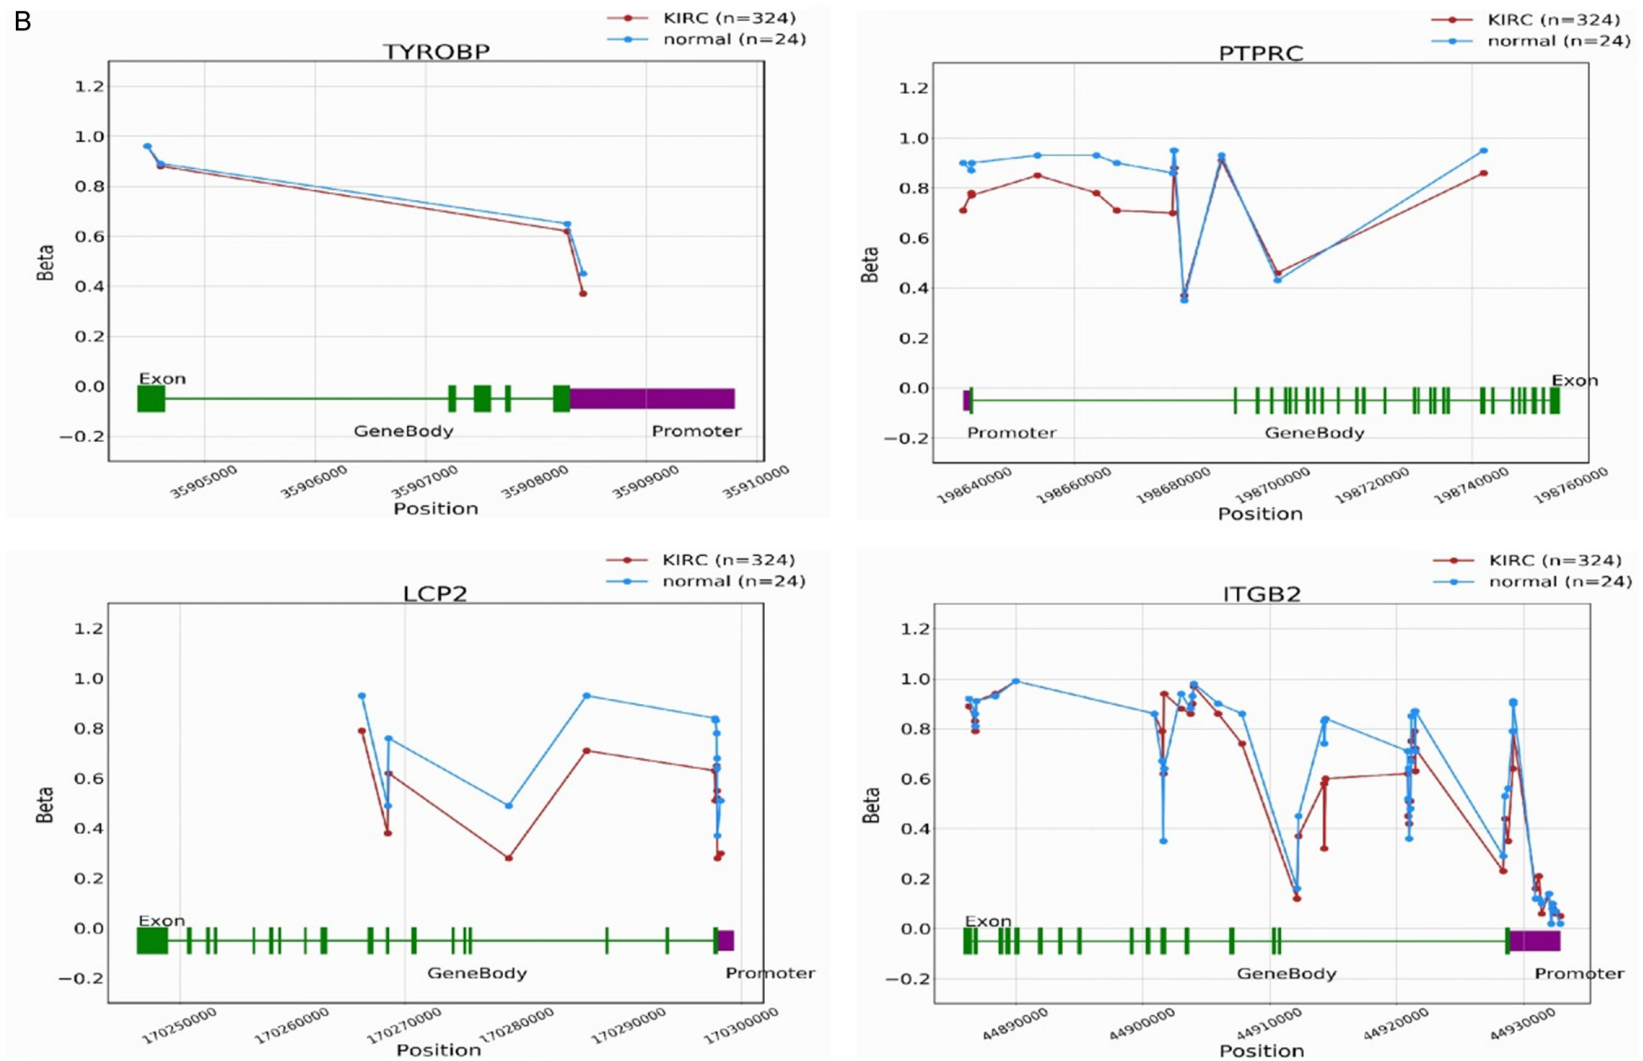 B
KIRC (n=324)
normal (n=24)
TYROBP
1.2
1.0
0.8
0.6
0.4
0.2
0.0
−0.2
Beta
Exon
GeneBody
Promoter
35905000
35906000
35907000
35908000
35909000
35910000
Position
KIRC (n=324)
normal (n=24)
PTPRC
1.2
1.0
0.8
0.6
0.4
0.2
0.0
−0.2
Beta
Exon
Promoter
GeneBody
198640000
198660000
198680000
198700000
198720000
198740000
198760000
Position
KIRC (n=324)
normal (n=24)
LCP2
1.2
1.0
0.8
0.6
0.4
0.2
0.0
−0.2
Beta
Exon
GeneBody
Promoter
170250000
170260000
170270000
170280000
170290000
170300000
Position
KIRC (n=324)
normal (n=24)
ITGB2
1.2
1.0
0.8
0.6
0.4
0.2
0.0
−0.2
Beta
Exon
GeneBody
Promoter
44890000
44900000
44910000
44920000
44930000
Position